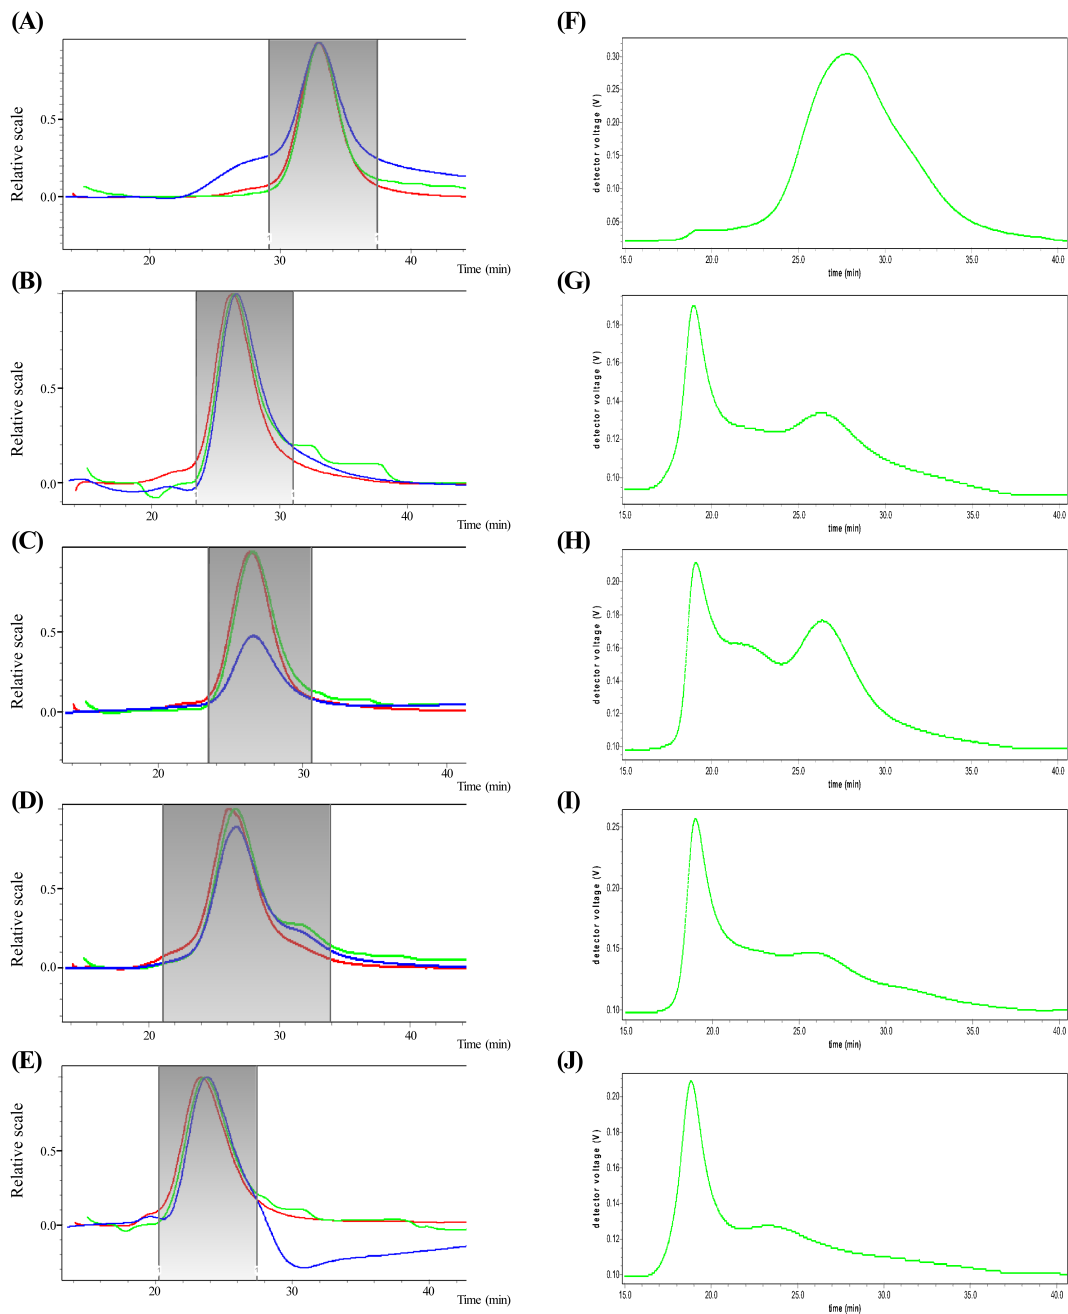 (A)
Relative scale
0.5
0.0
20
30
40
Time (min)
(B)
Relative scale
0.5
0.0
20
30
40
Time (min)
(C)
Relative scale
0.5
0.0
20
30
40
Time (min)
(D)
Relative scale
0.5
0.0
20
30
40
Time (min)
(E)
Relative scale
0.5
0.0
20
30
40
Time (min)
(F)
detector voltage (V)
0.30
0.25
0.20
0.15
0.10
0.05
15.0
20.0
25.0
30.0
35.0
40.0
time (min)
(G)
detector voltage (V)
0.18
0.16
0.14
0.12
0.10
15.0
20.0
25.0
30.0
35.0
40.0
time (min)
(H)
detector voltage (V)
0.20
0.18
0.16
0.14
0.12
0.10
15.0
20.0
25.0
30.0
35.0
40.0
time (min)
(I)
detector voltage (V)
0.25
0.20
0.15
0.10
15.0
20.0
25.0
30.0
35.0
40.0
time (min)
(J)
detector voltage (V)
0.20
0.18
0.16
0.14
0.12
0.10
15.0
20.0
25.0
30.0
35.0
40.0
time (min)